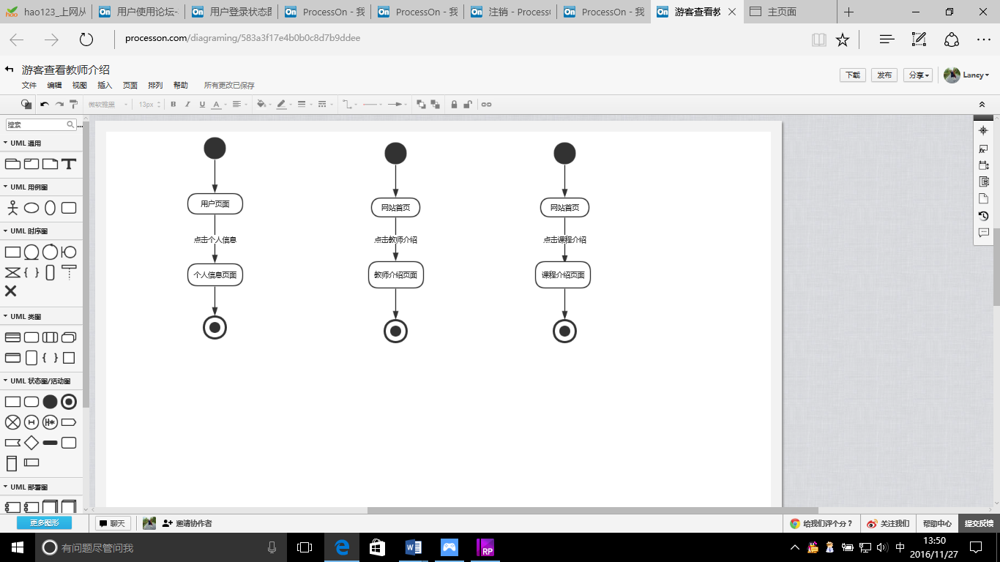 hao123_上网从
用户使用论坛-
用户登录状态图
ProcessOn - 我
ProcessOn - 我
注销 - ProcessO
ProcessOn - 我
游客查看教
主页面
processon.com/diagraming/583a3f17e4b0b0c8d7b9ddee
游客查看教师介绍
文件 编辑 视图 插入 页面 排列 帮助 所有更改已保存
下载 发布 分享 Lancy
微软雅黑 13px B I U A
搜索
UML 通用
UML 用例图
UML 时序图
UML 类图
UML 状态图/活动图
UML 部署图
更多图形
用户页面
点击个人信息
个人信息页面
网站首页
点击教师介绍
教师介绍页面
网站首页
点击课程介绍
课程介绍页面
聊天 邀请协作者
给我们评个分？ 关注我们 帮助中心 提交反馈
有问题尽管问我
中
13:50
2016/11/27